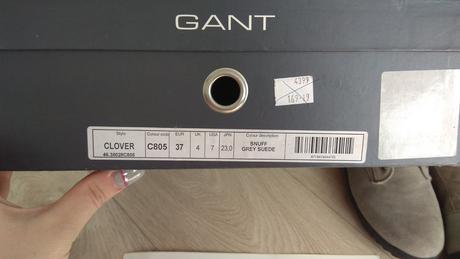 GANT
4399
169.49
Style
CLOVER
46.38028C805
Colour code
C805
EUR
37
UK
4
USA
7
JPN
23,0
Colour description
SNUFF
GREY SUEDE